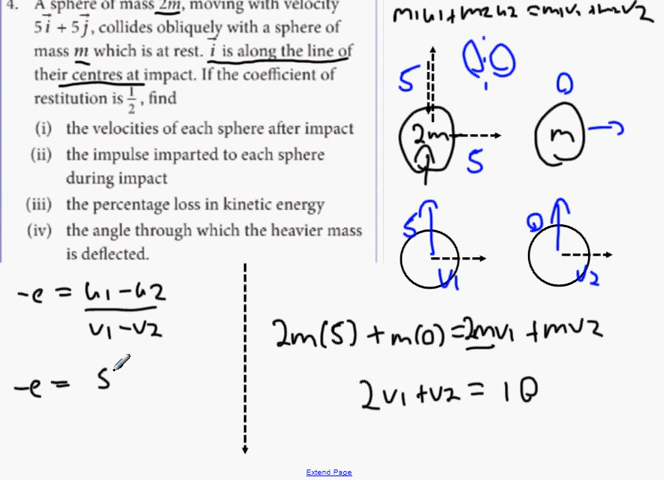 4. A sphere of mass 2m, moving with velocity
5i⃗ + 5j⃗, collides obliquely with a sphere of
mass m which is at rest. i⃗ is along the line of
their centres at impact. If the coefficient of
restitution is 1/2, find
(i) the velocities of each sphere after impact
(ii) the impulse imparted to each sphere
during impact
(iii) the percentage loss in kinetic energy
(iv) the angle through which the heavier mass
is deflected.
m1u1+m2u2 = m1v1+m2v2
5
0
2m
m
5
5
0
v1
v2
-e = u1-u2
v1-v2
-e = 5
2m(5)+m(0)=2mv1+mv2
2v1+v2=10
Extend Page